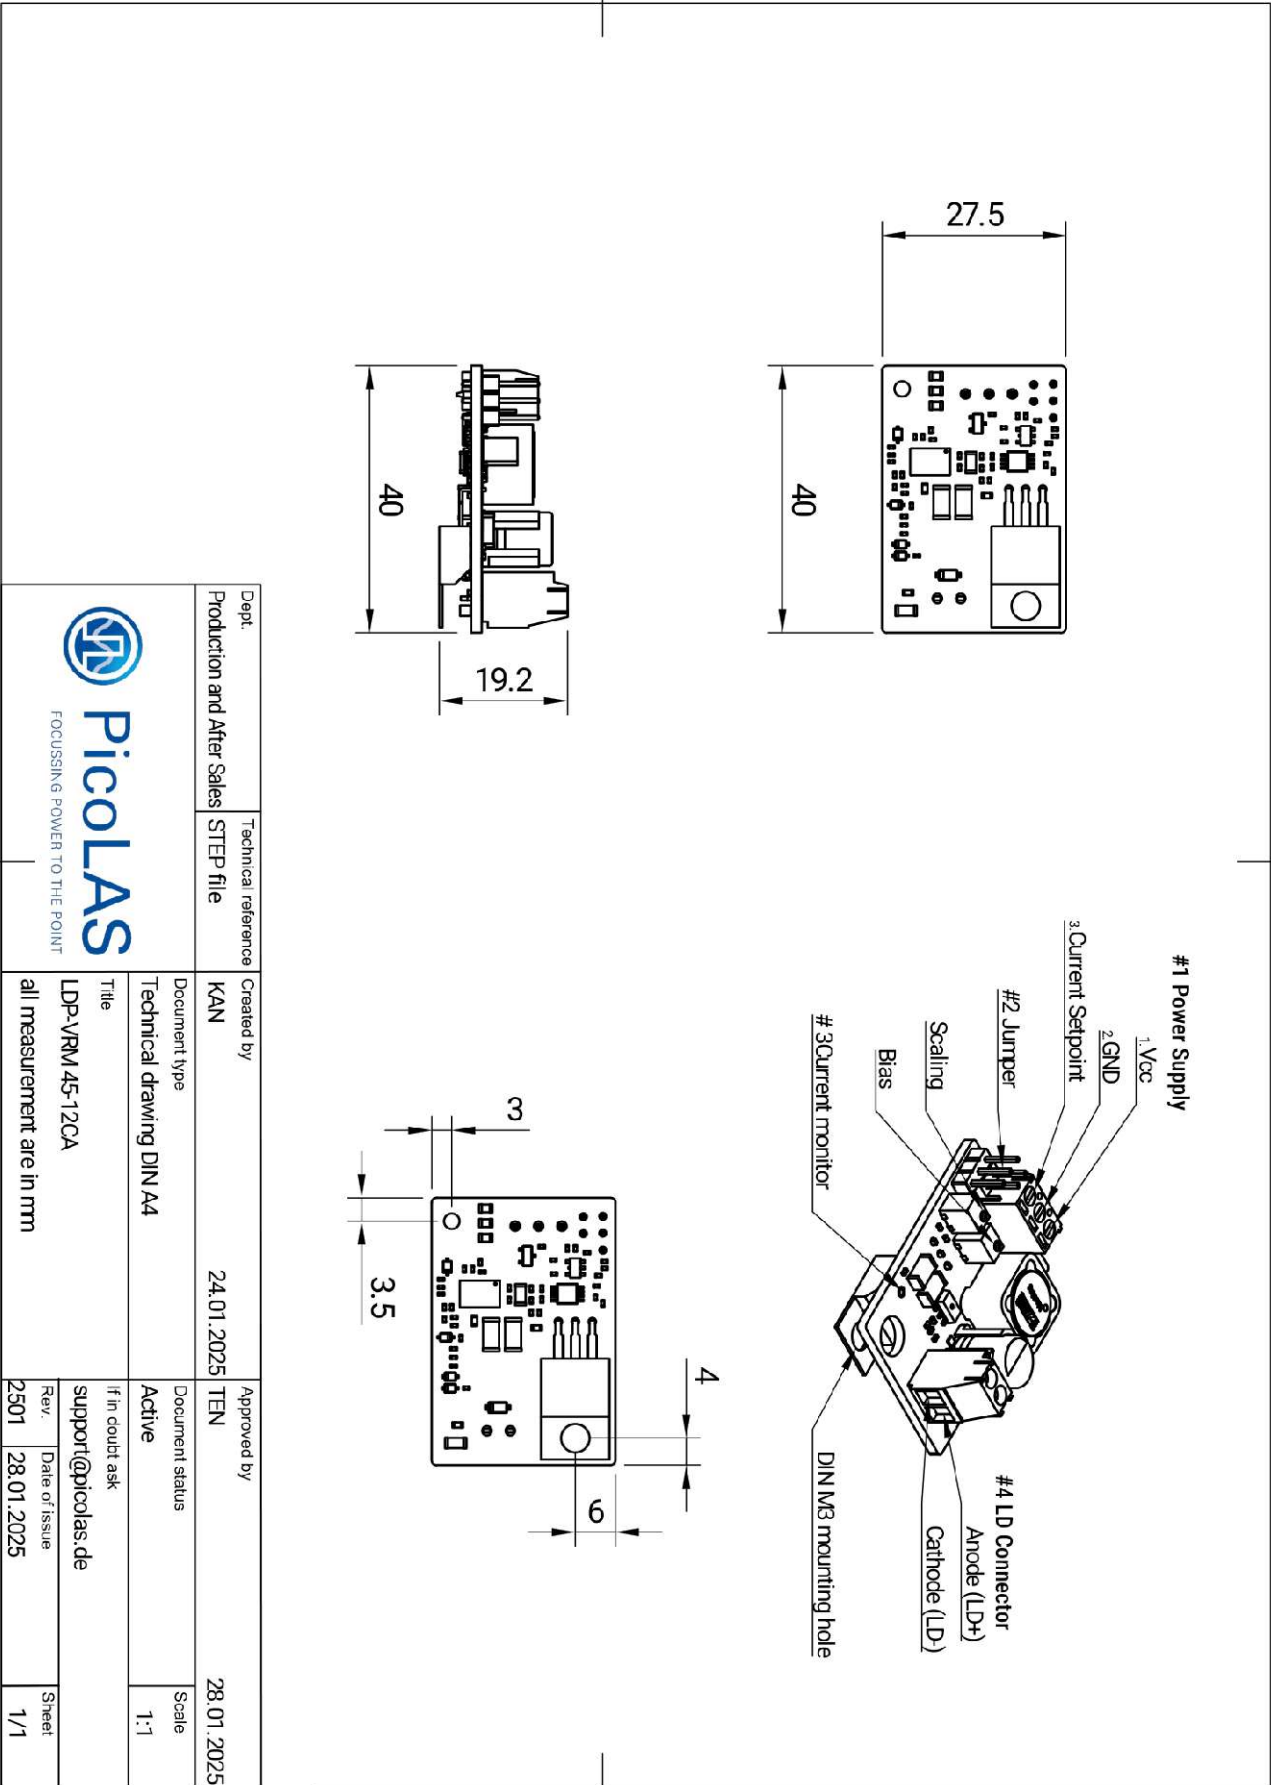 #1 Power Supply
1.Vcc
2.GND
3.Current Setpoint
#2 Jumper
Scaling
Bias
# 3Current monitor
#4 LD Connector
Anode (LD+)
Cathode (LD-)
DIN M3 mounting hole
27.5
40
40
19.2
3
3.5
4
6
Dept.
Production and After Sales
Technical reference
STEP file
Created by
KAN
24.01.2025
Approved by
TEN
28.01.2025
Document type
Technical drawing DIN A4
Document status
Active
Scale
1:1
PicoLAS
FOCUSSING POWER TO THE POINT
Title
LDP-VRM 45-12CA
all measurement are in mm
If in doubt ask
support@picolas.de
Rev.
2501
Date of issue
28.01.2025
Sheet
1/1